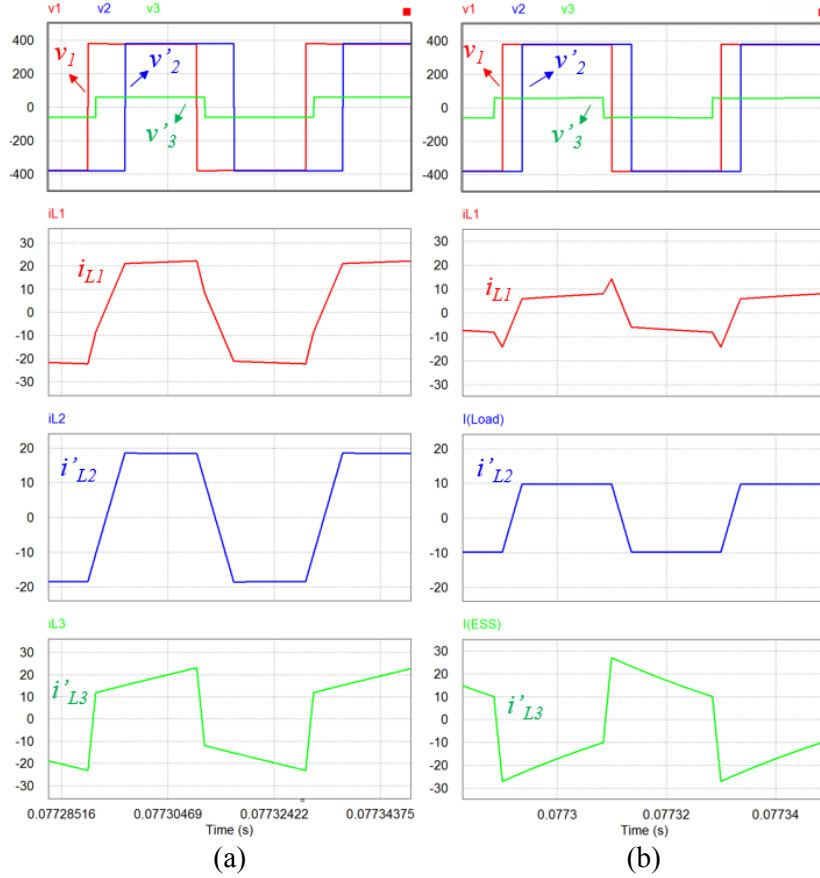 v1 v2 v3
400
200
0
-200
-400
v1
v'2
v'3
iL1
30
20
10
0
-10
-20
-30
iL1
iL2
20
10
0
-10
-20
i'L2
iL3
30
20
10
0
-10
-20
-30
i'L3
0.07728516 0.07730469 0.07732422 0.07734375
Time (s)
(a)
v1 v2 v3
400
200
0
-200
-400
v1
v'2
v'3
iL1
30
20
10
0
-10
-20
-30
iL1
I(Load)
20
10
0
-10
-20
i'L2
I(ESS)
30
20
10
0
-10
-20
-30
i'L3
0.0773 0.07732 0.07734
Time (s)
(b)